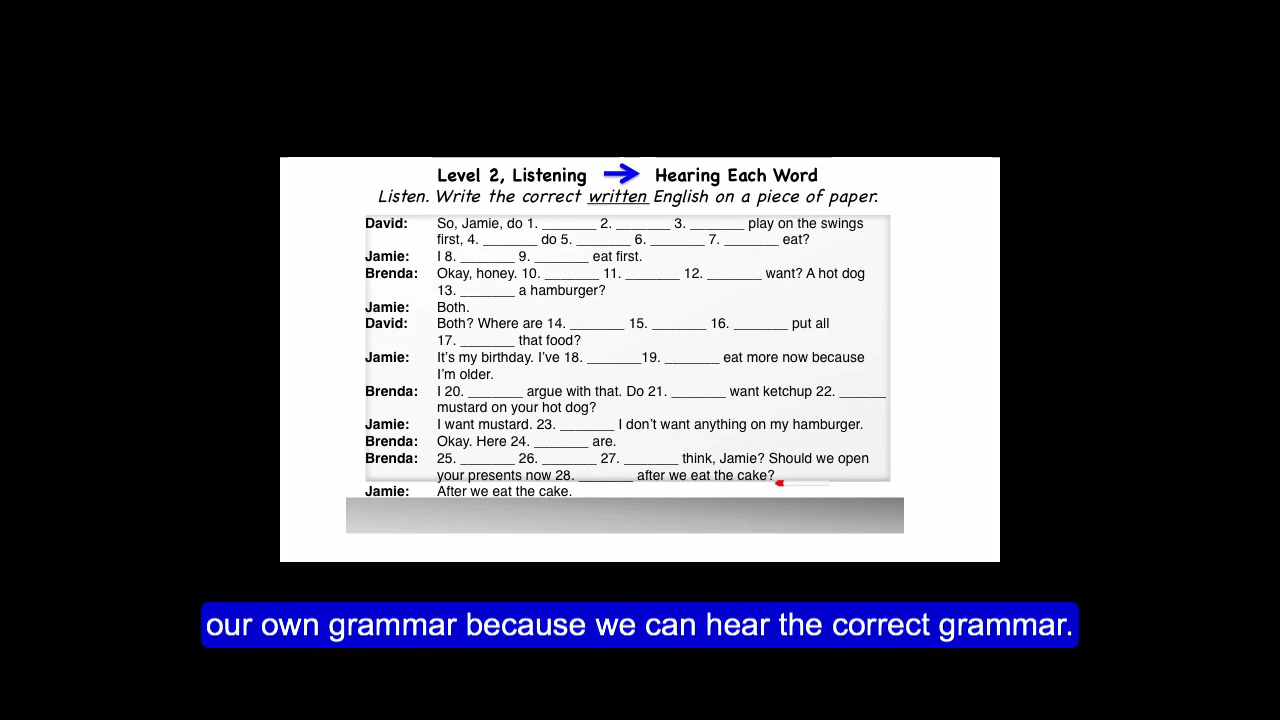 Level 2, Listening → Hearing Each Word
Listen. Write the correct written English on a piece of paper.
David: So, Jamie, do 1. _______ 2. _______ 3. _______ play on the swings
first, 4. _______ do 5. _______ 6. _______ 7. _______ eat?
Jamie: I 8. _______ 9. _______ eat first.
Brenda: Okay, honey. 10. _______ 11. _______ 12. _______ want? A hot dog
13. _______ a hamburger?
Jamie: Both.
David: Both? Where are 14. _______ 15. _______ 16. _______ put all
17. _______ that food?
Jamie: It’s my birthday. I’ve 18. _______19. _______ eat more now because
I’m older.
Brenda: I 20. _______ argue with that. Do 21. _______ want ketchup 22. ______
mustard on your hot dog?
Jamie: I want mustard. 23. _______ I don’t want anything on my hamburger.
Brenda: Okay. Here 24. _______ are.
Brenda: 25. _______ 26. _______ 27. _______ think, Jamie? Should we open
your presents now 28. _______ after we eat the cake?
Jamie: After we eat the cake.
our own grammar because we can hear the correct grammar.